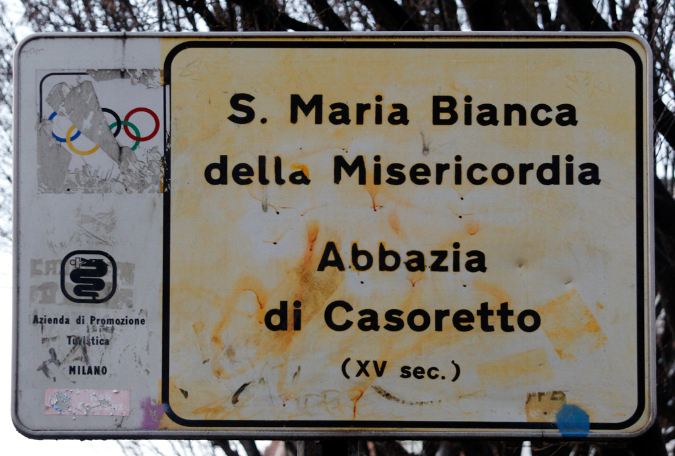 S. Maria Bianca
della Misericordia
Abbazia
di Casoretto
(XV sec.)
Azienda di Promozione
Turistica
MILANO